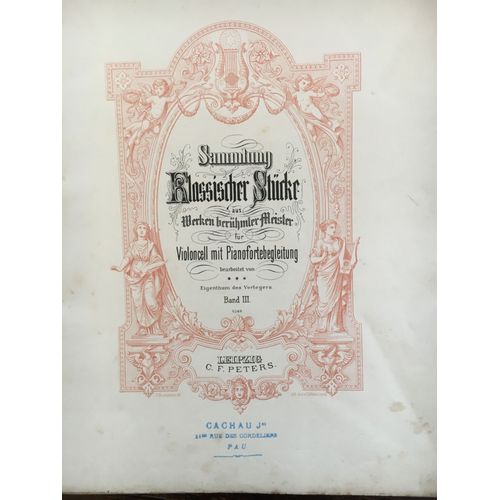 Sammlung
Klassischer Stücke
aus
Werken berühmter Meister
für
Violoncell mit Pianofortebegleitung
bearbeitet von
* * *
Eigenthum des Verlegers
Band III.
LEIPZIG
C. F. PETERS.
CACHAU Jne
RUE DES CORDELIERS
PAU